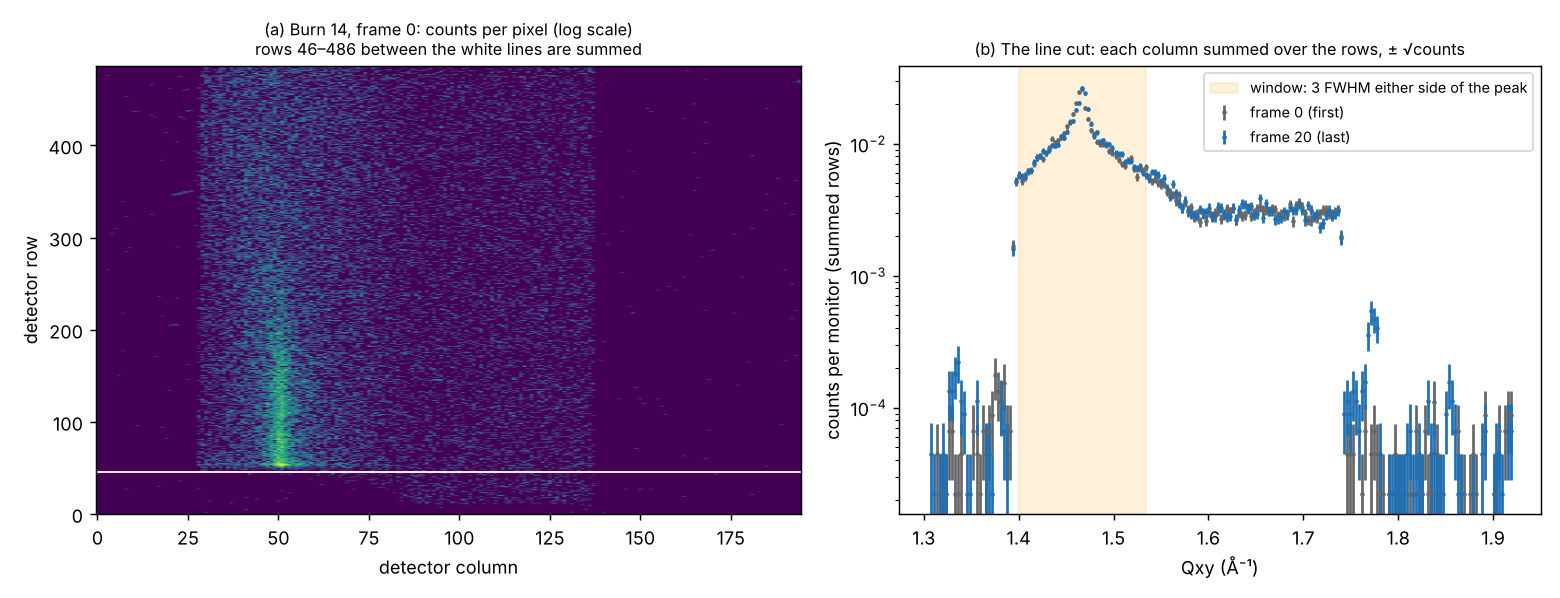 (a) Burn 14, frame 0: counts per pixel (log scale)
rows 46–486 between the white lines are summed
detector row
400
300
200
100
0
0 25 50 75 100 125 150 175
detector column
(b) The line cut: each column summed over the rows, ± √counts
counts per monitor (summed rows)
10⁻²
10⁻³
10⁻⁴
window: 3 FWHM either side of the peak
frame 0 (first)
frame 20 (last)
1.3 1.4 1.5 1.6 1.7 1.8 1.9
Qxy (Å⁻¹)